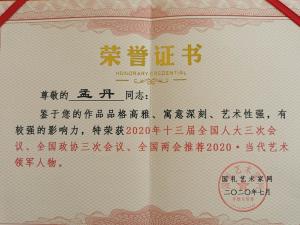 荣誉证书
HONORARY CREDENTIAL
尊敬的 孟丹 同志：
鉴于您的作品品格高雅、寓意深刻、艺术性强，有
较强的影响力，特荣获2020年十三届全国人大三次会
议、全国政协三次会议、全国两会推荐2020·当代艺术
领军人物。
国礼艺术家网
二〇二〇年七月